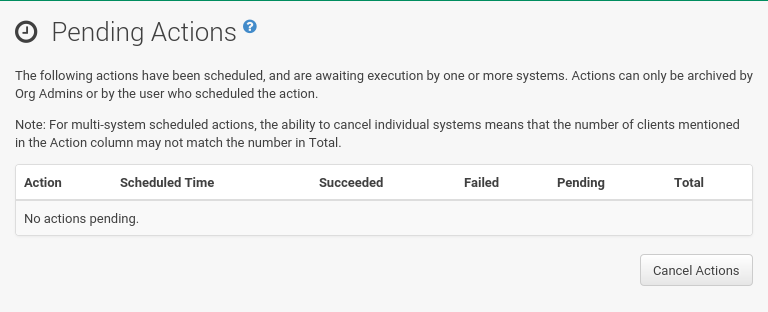 Pending Actions ?
The following actions have been scheduled, and are awaiting execution by one or more systems. Actions can only be archived by
Org Admins or by the user who scheduled the action.
Note: For multi-system scheduled actions, the ability to cancel individual systems means that the number of clients mentioned
in the Action column may not match the number in Total.
Action Scheduled Time Succeeded Failed Pending Total
No actions pending.
Cancel Actions